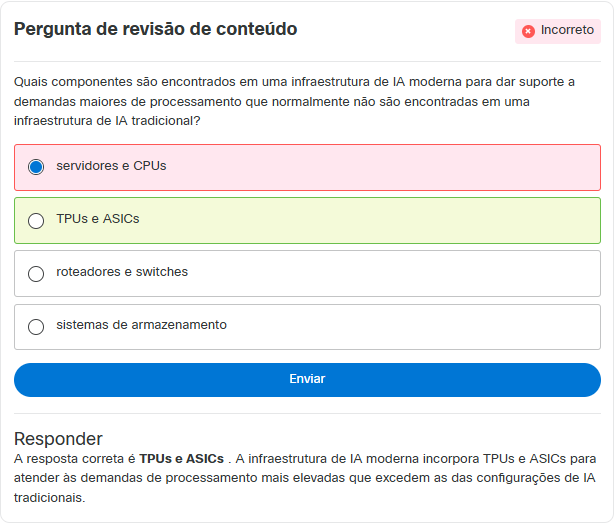 Pergunta de revisão de conteúdo
Incorreto
Quais componentes são encontrados em uma infraestrutura de IA moderna para dar suporte a
demandas maiores de processamento que normalmente não são encontradas em uma
infraestrutura de IA tradicional?
servidores e CPUs
TPUs e ASICs
roteadores e switches
sistemas de armazenamento
Enviar
Responder
A resposta correta é TPUs e ASICs . A infraestrutura de IA moderna incorpora TPUs e ASICs para
atender às demandas de processamento mais elevadas que excedem as das configurações de IA
tradicionais.